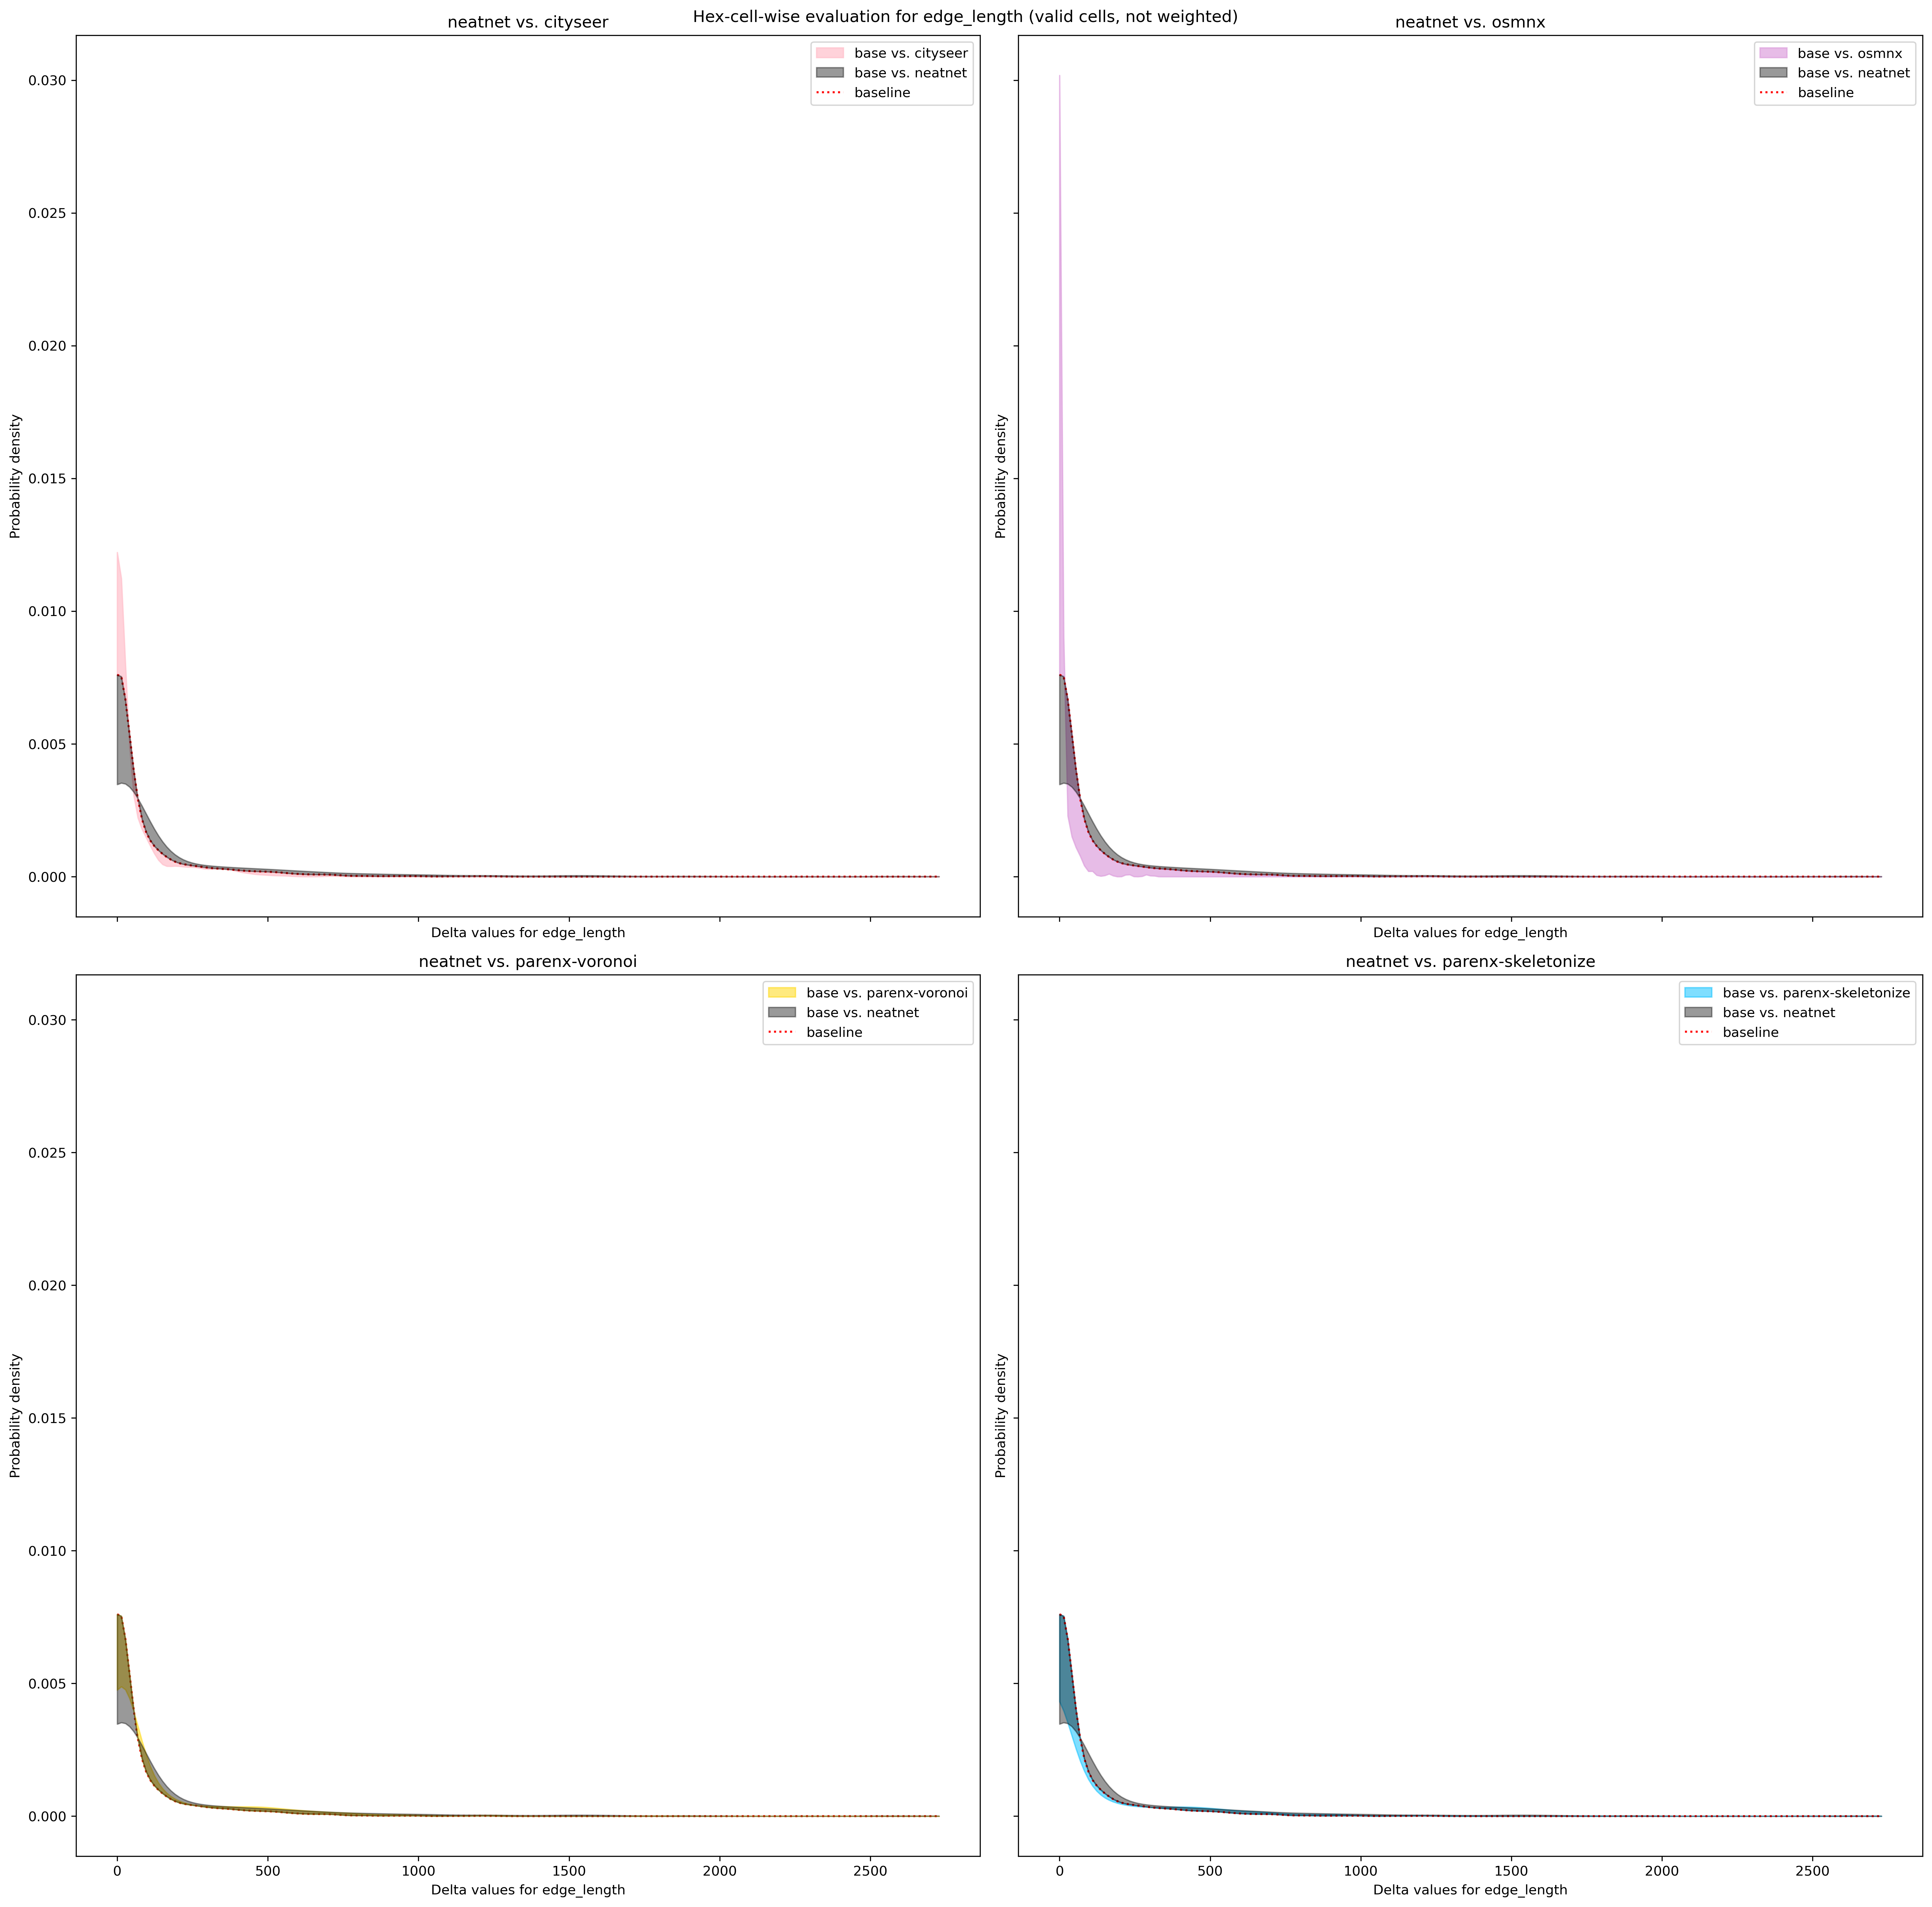 Hex-cell-wise evaluation for edge_length (valid cells, not weighted)
neatnet vs. cityseer
base vs. cityseer
base vs. neatnet
baseline
0.030
0.025
0.020
0.015
0.010
0.005
0.000
Probability density
Delta values for edge_length
neatnet vs. osmnx
base vs. osmnx
base vs. neatnet
baseline
Probability density
Delta values for edge_length
neatnet vs. parenx-voronoi
base vs. parenx-voronoi
base vs. neatnet
baseline
0.030
0.025
0.020
0.015
0.010
0.005
0.000
Probability density
0 500 1000 1500 2000 2500
Delta values for edge_length
neatnet vs. parenx-skeletonize
base vs. parenx-skeletonize
base vs. neatnet
baseline
Probability density
0 500 1000 1500 2000 2500
Delta values for edge_length